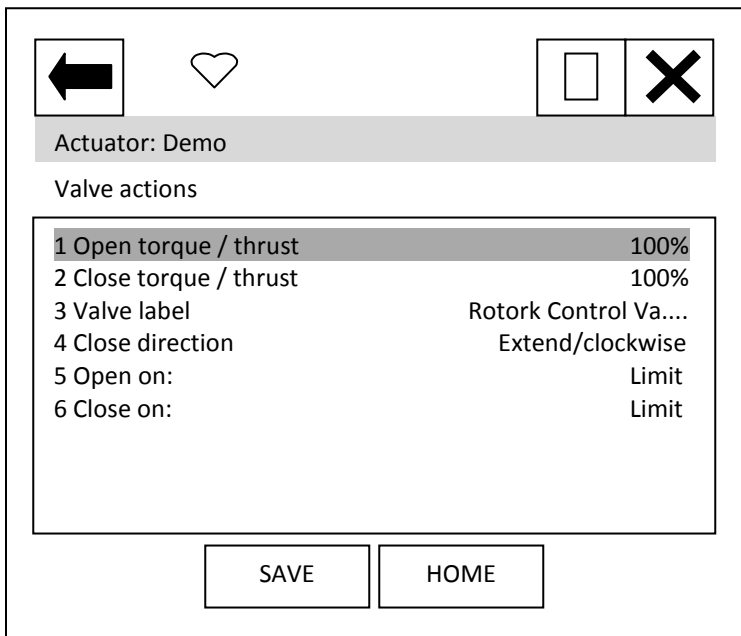 Actuator: Demo
Valve actions
1 Open torque / thrust 100%
2 Close torque / thrust 100%
3 Valve label Rotork Control Va....
4 Close direction Extend/clockwise
5 Open on: Limit
6 Close on: Limit
SAVE HOME